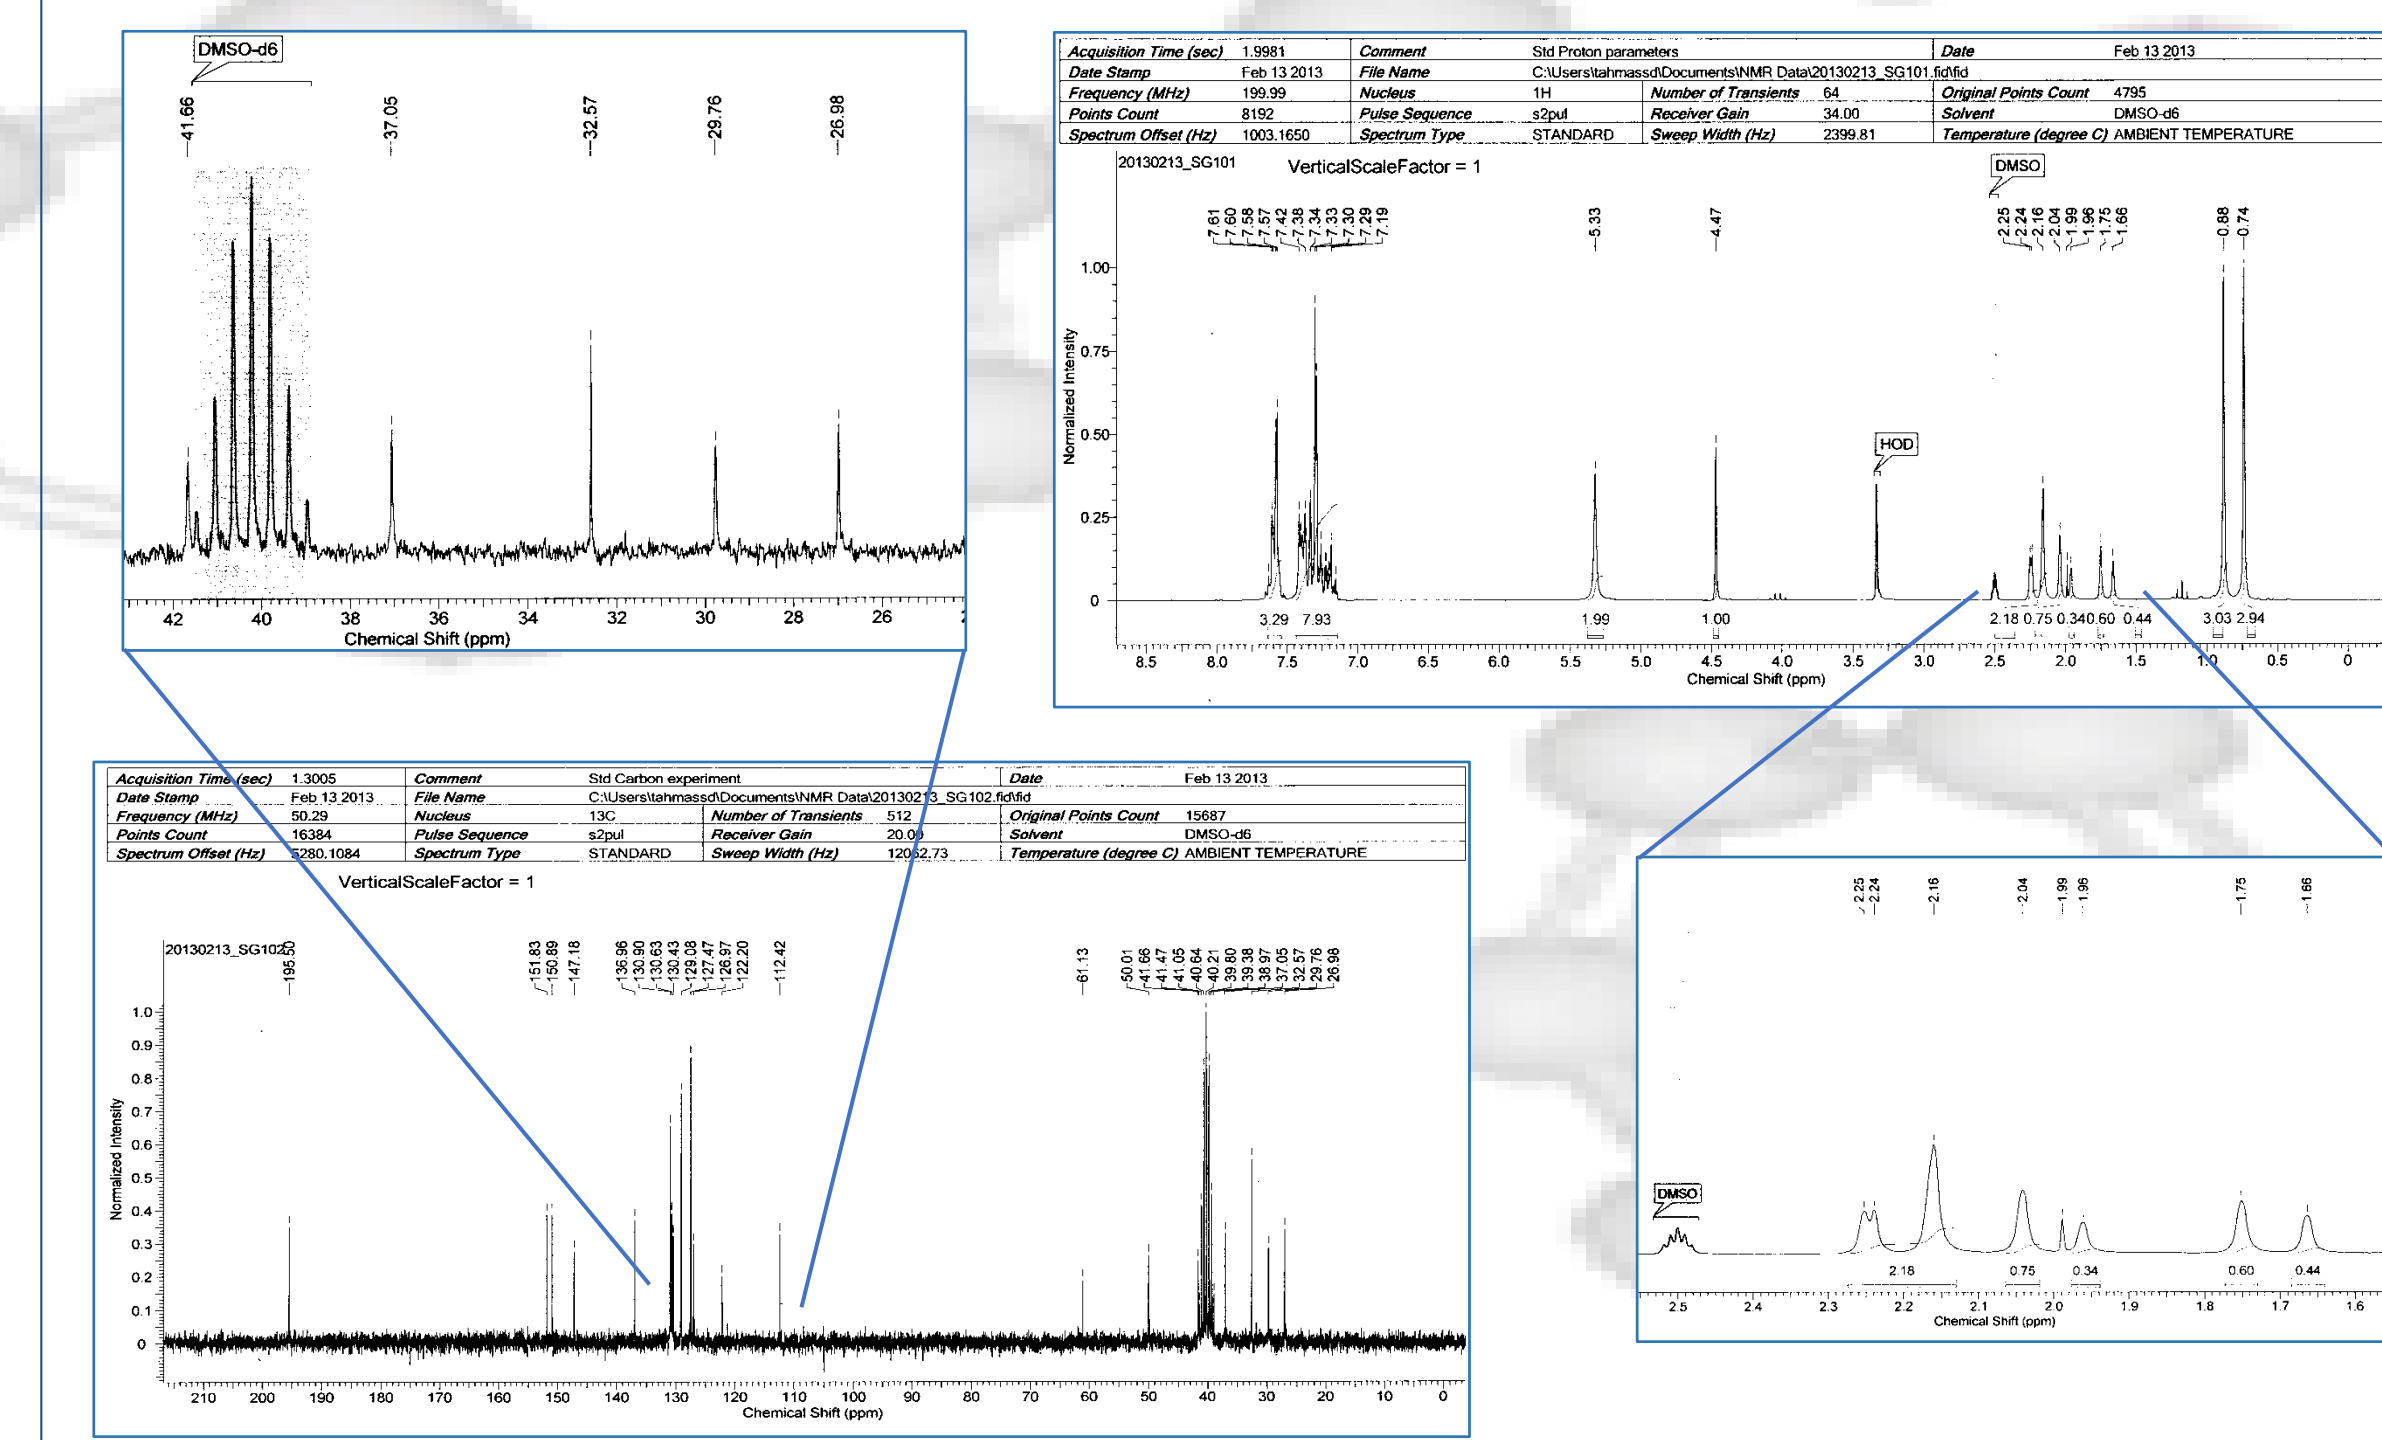 DMSO-d6
41.66
37.05
32.57
29.76
26.98
42 40 38 36 34 32 30 28 26
Chemical Shift (ppm)
Acquisition Time (sec) 1.9981 Comment Std Proton parameters Date Feb 13 2013
Date Stamp Feb 13 2013 File Name C:\Users\tahmassd\Documents\NMR Data\20130213_SG101.fid\fid
Frequency (MHz) 199.99 Nucleus 1H Number of Transients 64 Original Points Count 4795
Points Count 8192 Pulse Sequence s2pul Receiver Gain 34.00 Solvent DMSO-d6
Spectrum Offset (Hz) 1003.1650 Spectrum Type STANDARD Sweep Width (Hz) 2399.81 Temperature (degree C) AMBIENT TEMPERATURE
20130213_SG101 VerticalScaleFactor = 1
DMSO
7.61 7.60 7.58 7.57 7.42 7.38 7.34 7.33 7.30 7.29 7.19 5.33 4.47 2.25 2.24 2.16 2.04 1.99 1.96 1.75 1.66 0.88 0.74
1.00
0.75
0.50
0.25
0
Normalized Intensity
HOD
3.29 7.93 1.99 1.00 2.18 0.75 0.34 0.60 0.44 3.03 2.94
8.5 8.0 7.5 7.0 6.5 6.0 5.5 5.0 4.5 4.0 3.5 3.0 2.5 2.0 1.5 1.0 0.5 0
Chemical Shift (ppm)
Acquisition Time (sec) 1.3005 Comment Std Carbon experiment Date Feb 13 2013
Date Stamp Feb 13 2013 File Name C:\Users\tahmassd\Documents\NMR Data\20130213_SG102.fid\fid
Frequency (MHz) 50.29 Nucleus 13C Number of Transients 512 Original Points Count 15687
Points Count 16384 Pulse Sequence s2pul Receiver Gain 20.00 Solvent DMSO-d6
Spectrum Offset (Hz) 5280.1084 Spectrum Type STANDARD Sweep Width (Hz) 12062.73 Temperature (degree C) AMBIENT TEMPERATURE
VerticalScaleFactor = 1
20130213_SG102
195.50 151.83 150.89 147.18 136.96 130.90 130.63 130.43 129.08 127.47 126.97 122.20 112.42 61.13 50.01 41.66 41.47 41.05 40.64 40.21 39.80 39.38 38.97 37.05 32.57 29.76 26.98
1.0
0.9
0.8
0.7
0.6
0.5
0.4
0.3
0.2
0.1
0
Normalized Intensity
210 200 190 180 170 160 150 140 130 120 110 100 90 80 70 60 50 40 30 20 10 0
Chemical Shift (ppm)
2.25 2.24 2.16 2.04 1.99 1.96 1.75 1.66
DMSO
2.18 0.75 0.34 0.60 0.44
2.5 2.4 2.3 2.2 2.1 2.0 1.9 1.8 1.7 1.6
Chemical Shift (ppm)